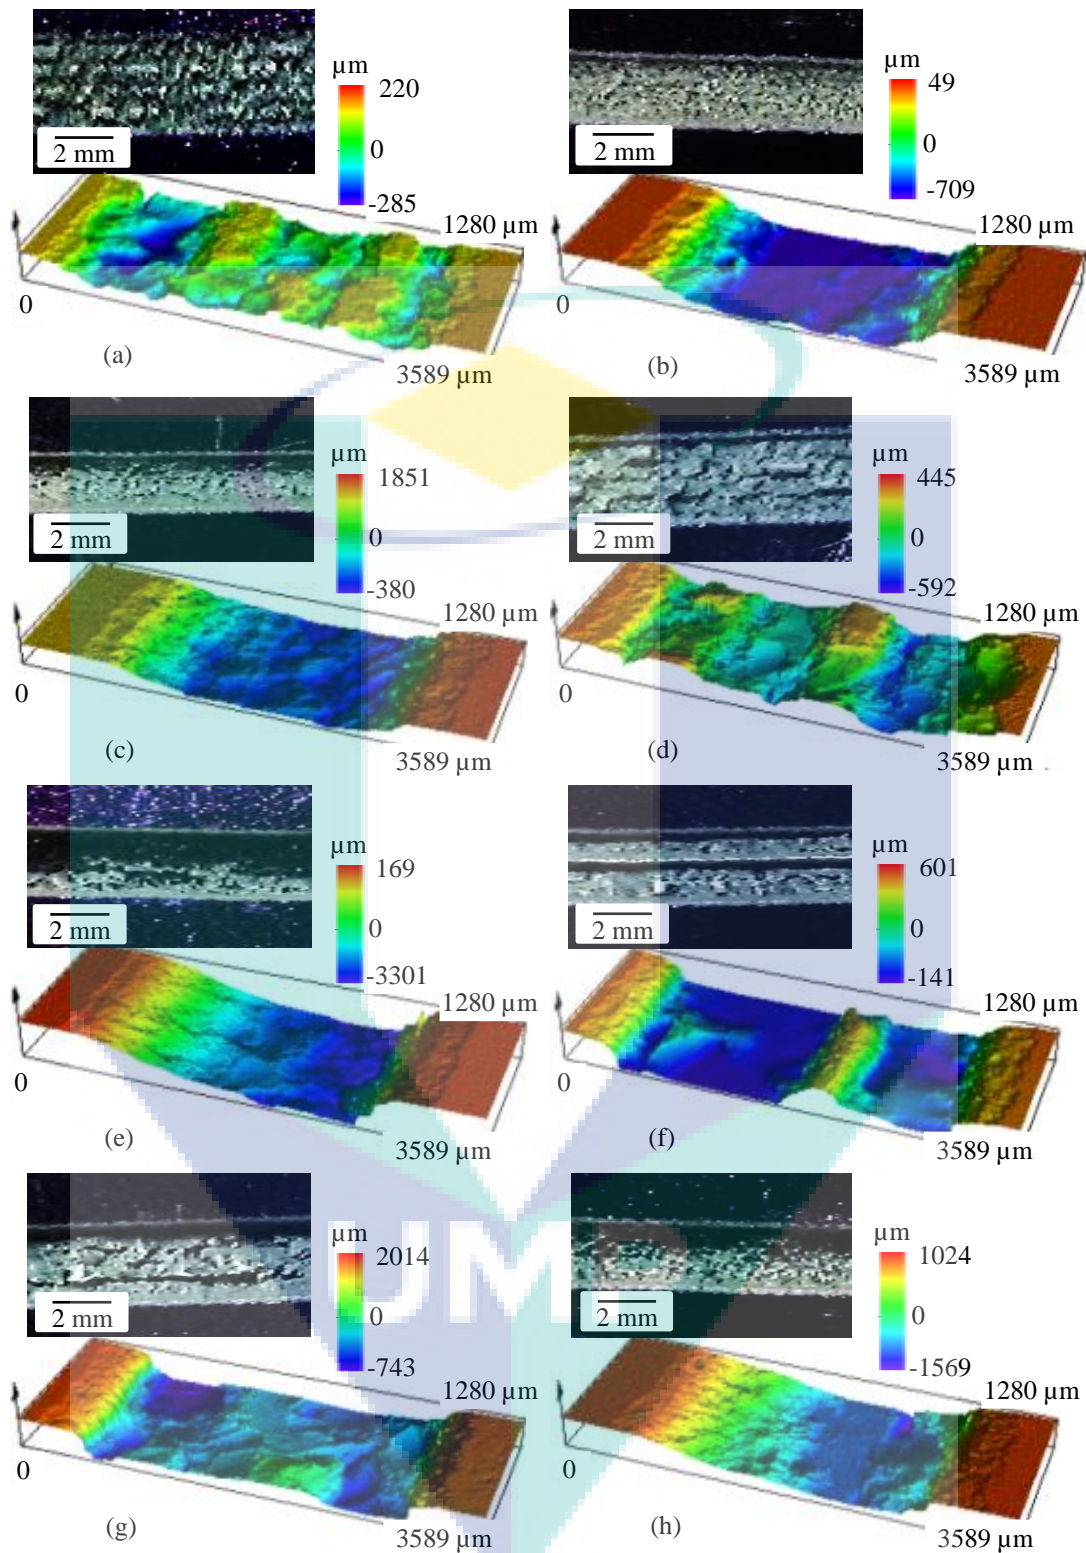 µm
220
0
-285
2 mm
1280 µm
0
3589 µm
(a)
µm
49
0
-709
2 mm
1280 µm
0
3589 µm
(b)
µm
1851
0
-380
2 mm
1280 µm
0
3589 µm
(c)
µm
445
0
-592
2 mm
1280 µm
0
3589 µm
(d)
µm
169
0
-3301
2 mm
1280 µm
0
3589 µm
(e)
µm
601
0
-141
2 mm
1280 µm
0
3589 µm
(f)
µm
2014
0
-743
2 mm
1280 µm
0
3589 µm
(g)
µm
1024
0
-1569
2 mm
1280 µm
0
3589 µm
(h)
UMP